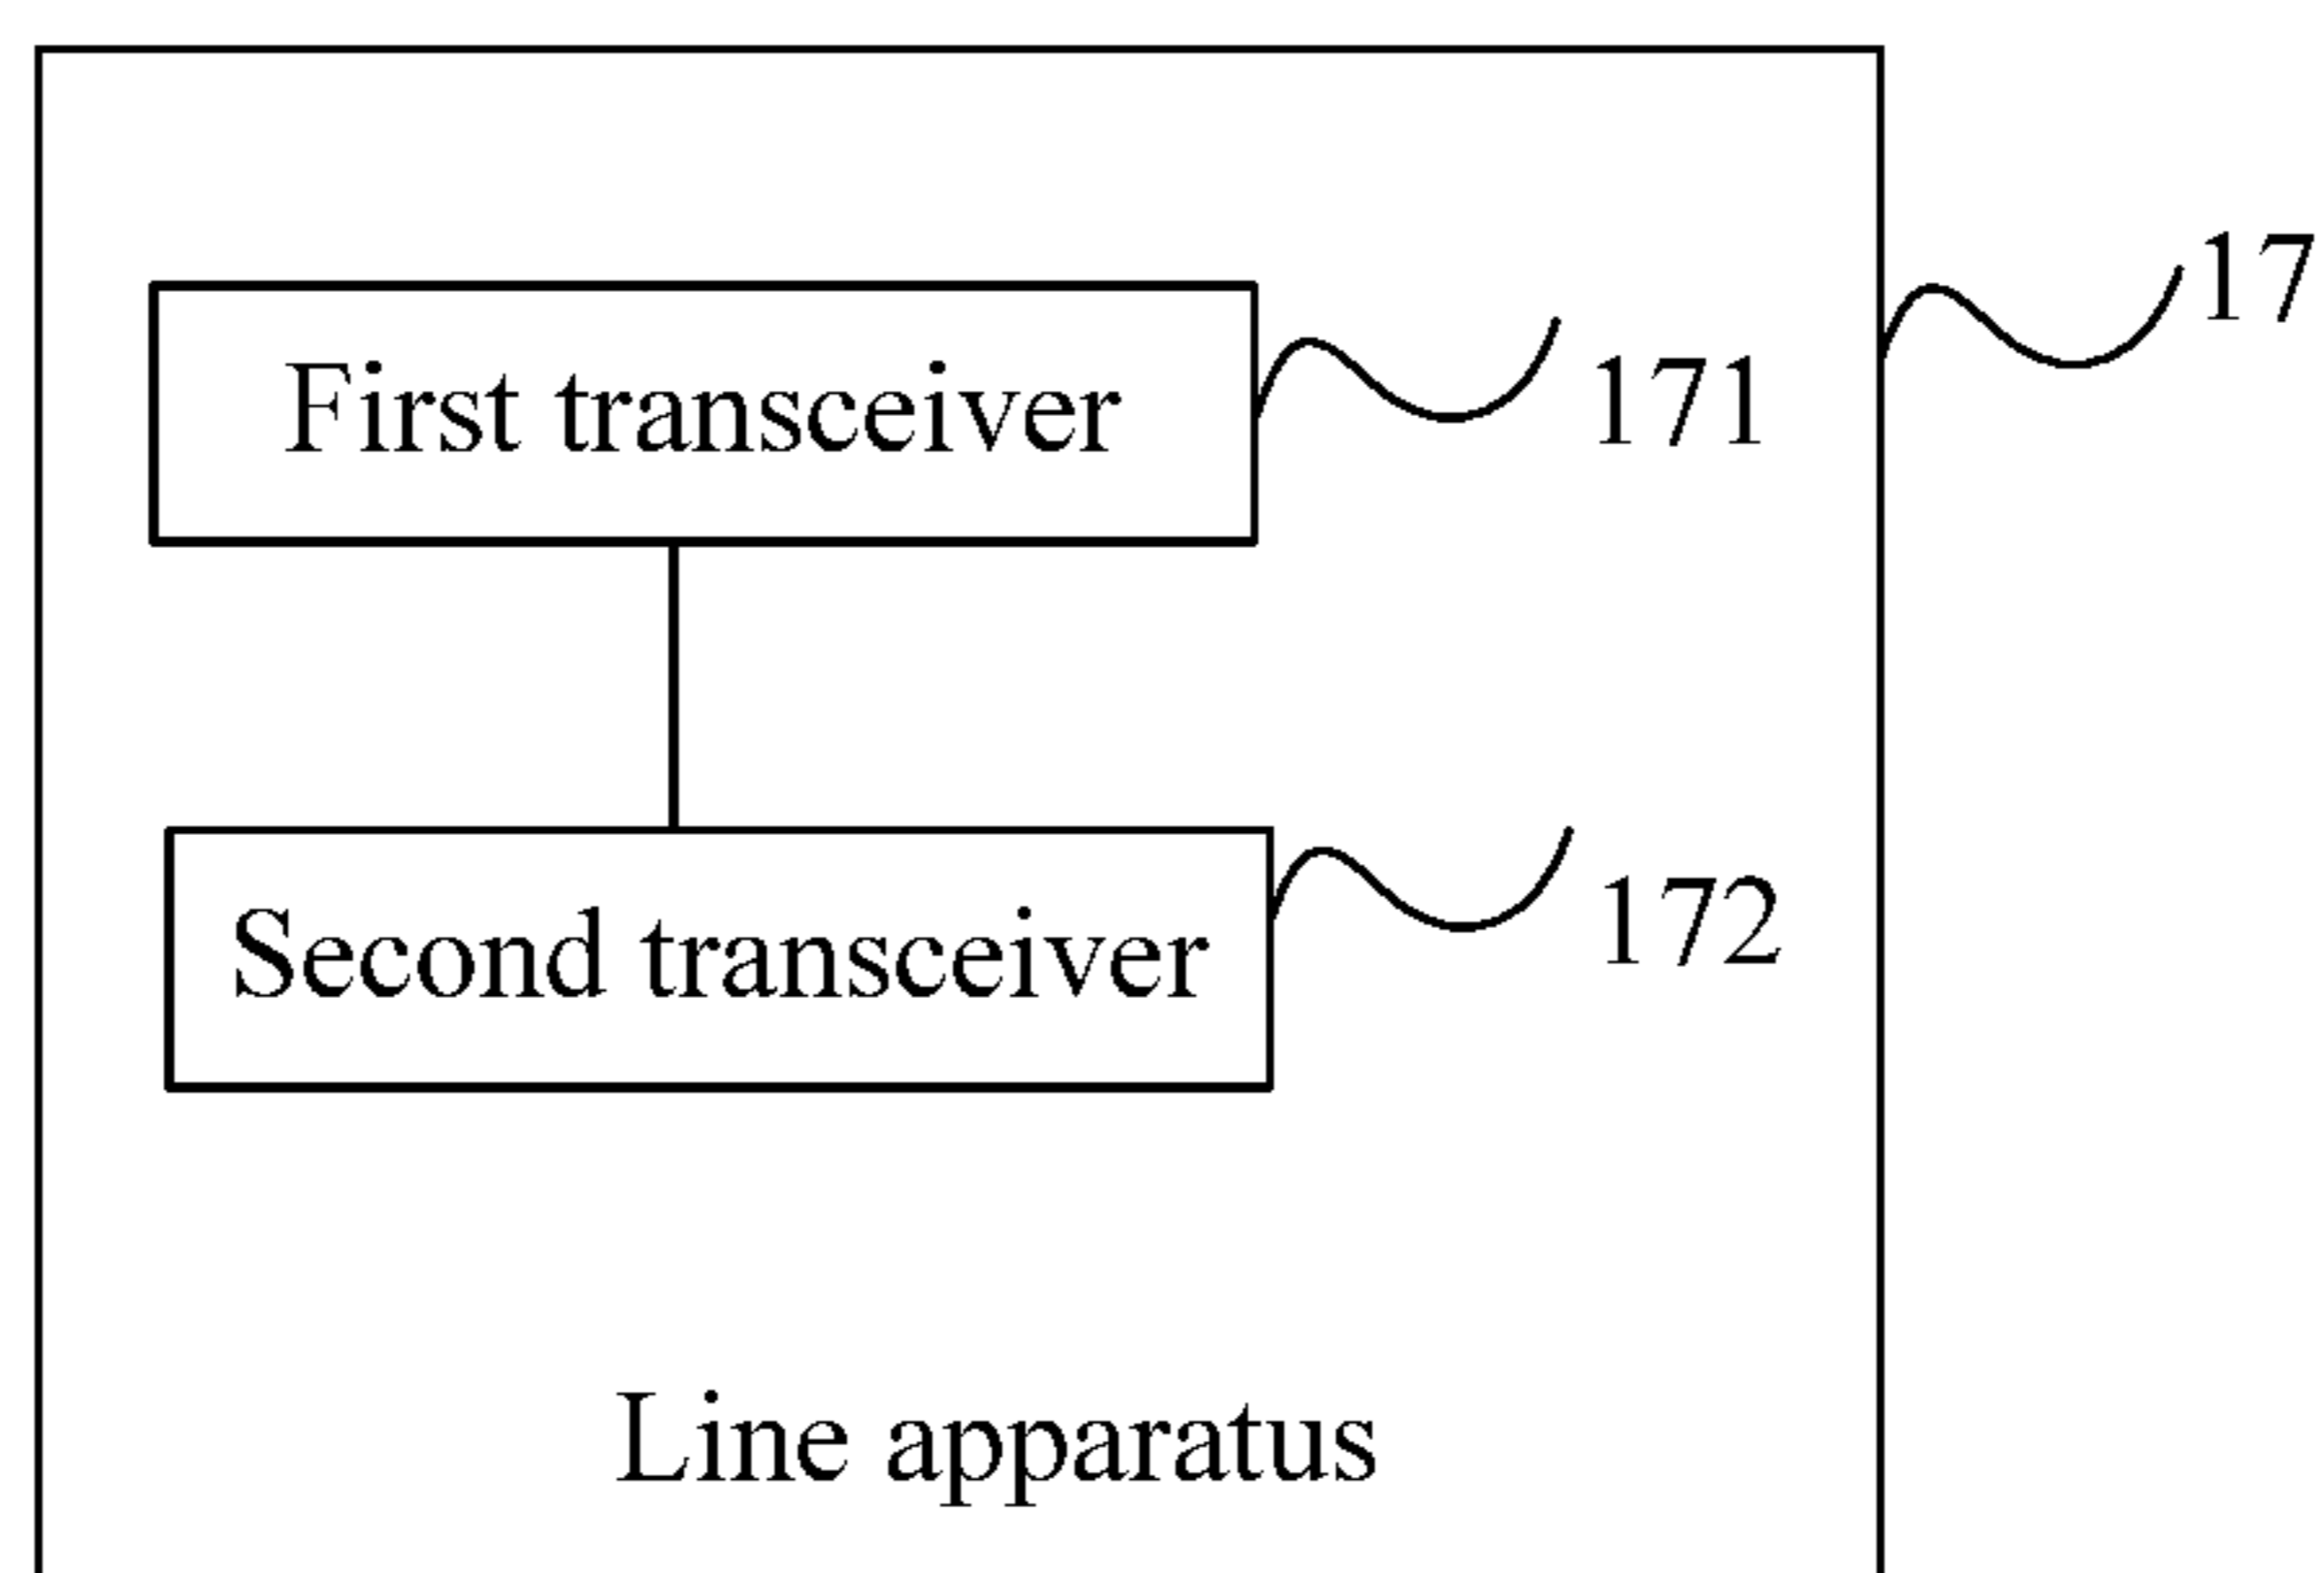 17
First transceiver
171
Second transceiver
172
Line apparatus